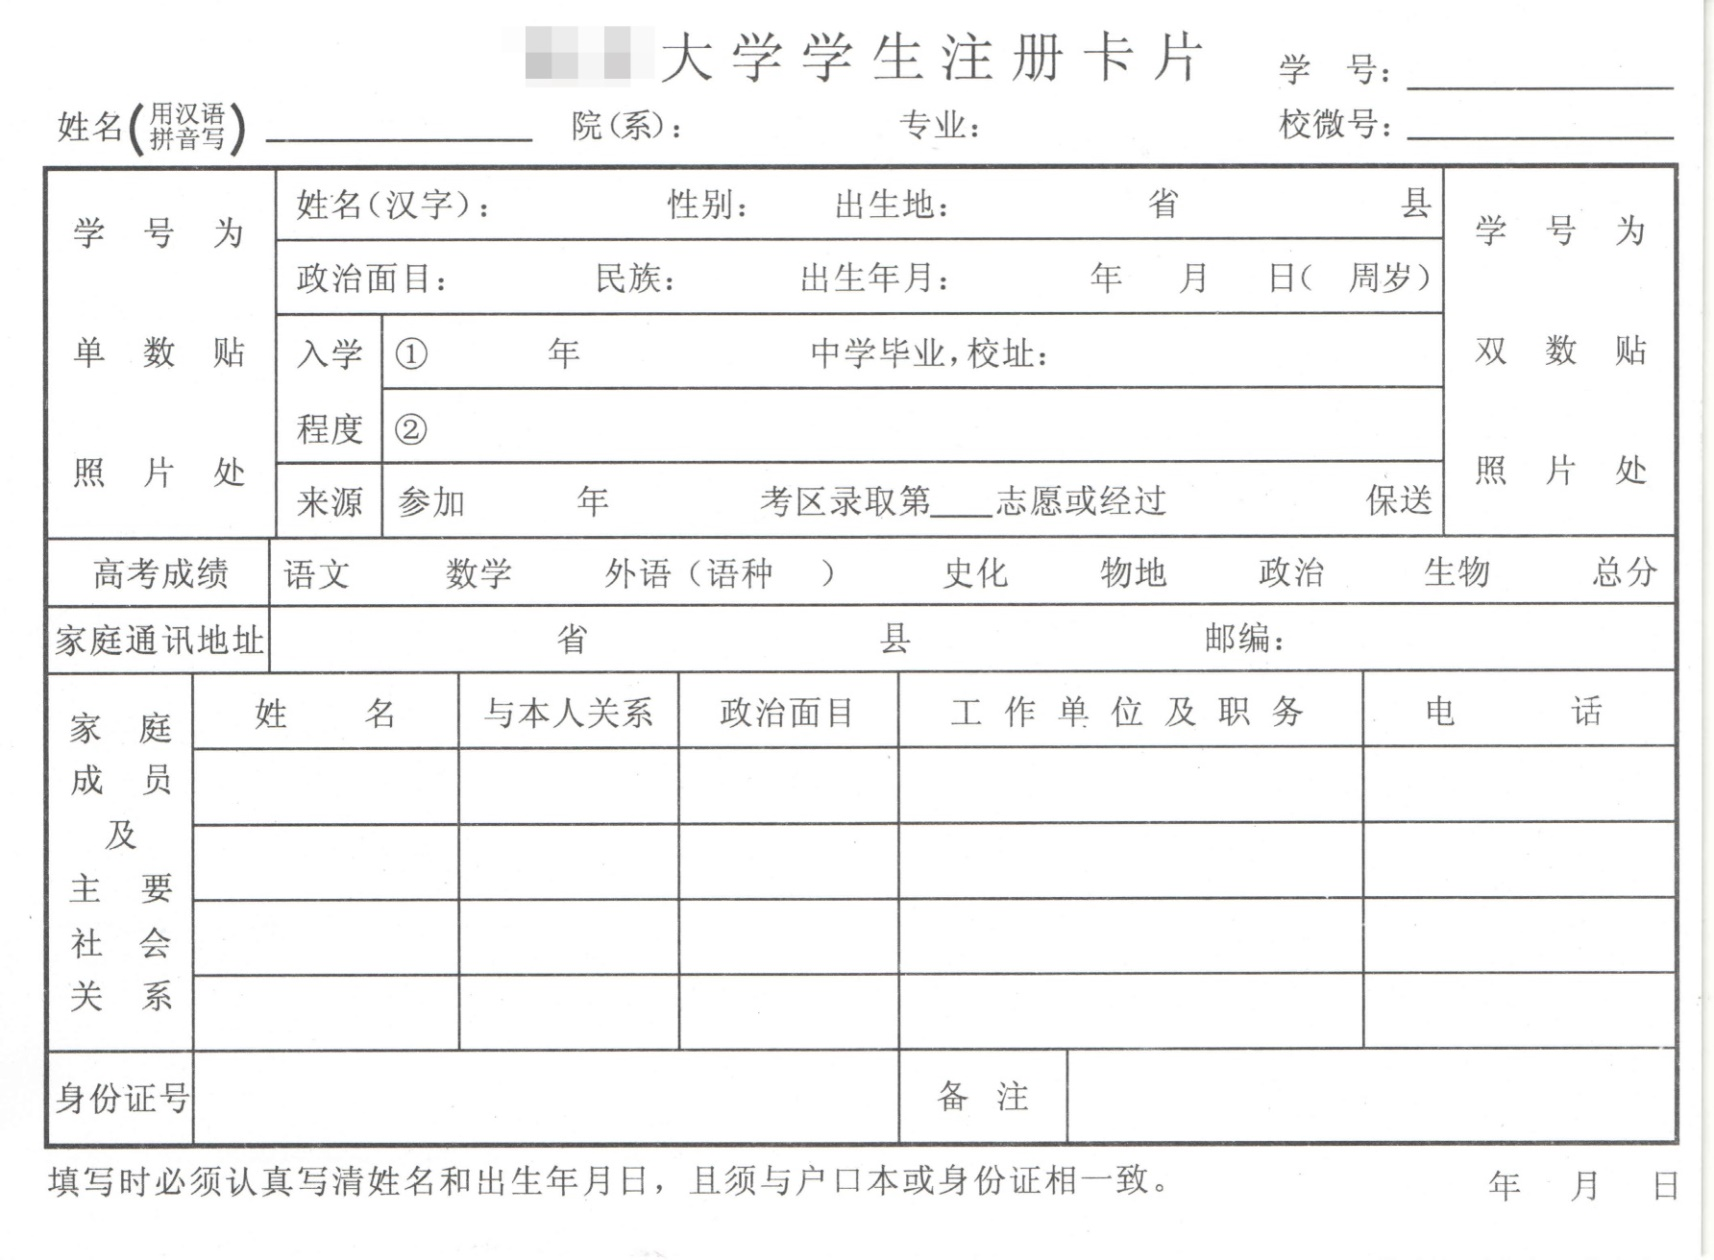 大学学生注册卡片
学 号：
姓名(用汉语拼音写) 院(系)： 专业： 校微号：
学 号 为
单 数 贴
照 片 处
姓名(汉字)： 性别： 出生地： 省 县
政治面目： 民族： 出生年月： 年 月 日( 周岁)
入学
程度
① 年 中学毕业,校址：
②
来源 参加 年 考区录取第___志愿或经过 保送
学 号 为
双 数 贴
照 片 处
高考成绩 语文 数学 外语(语种 ) 史化 物地 政治 生物 总分
家庭通讯地址 省 县 邮编：
家 庭
成 员
及
主 要
社 会
关 系
姓 名 与本人关系 政治面目 工作单位及职务 电 话
身份证号 备 注
填写时必须认真写清姓名和出生年月日，且须与户口本或身份证相一致。 年 月 日